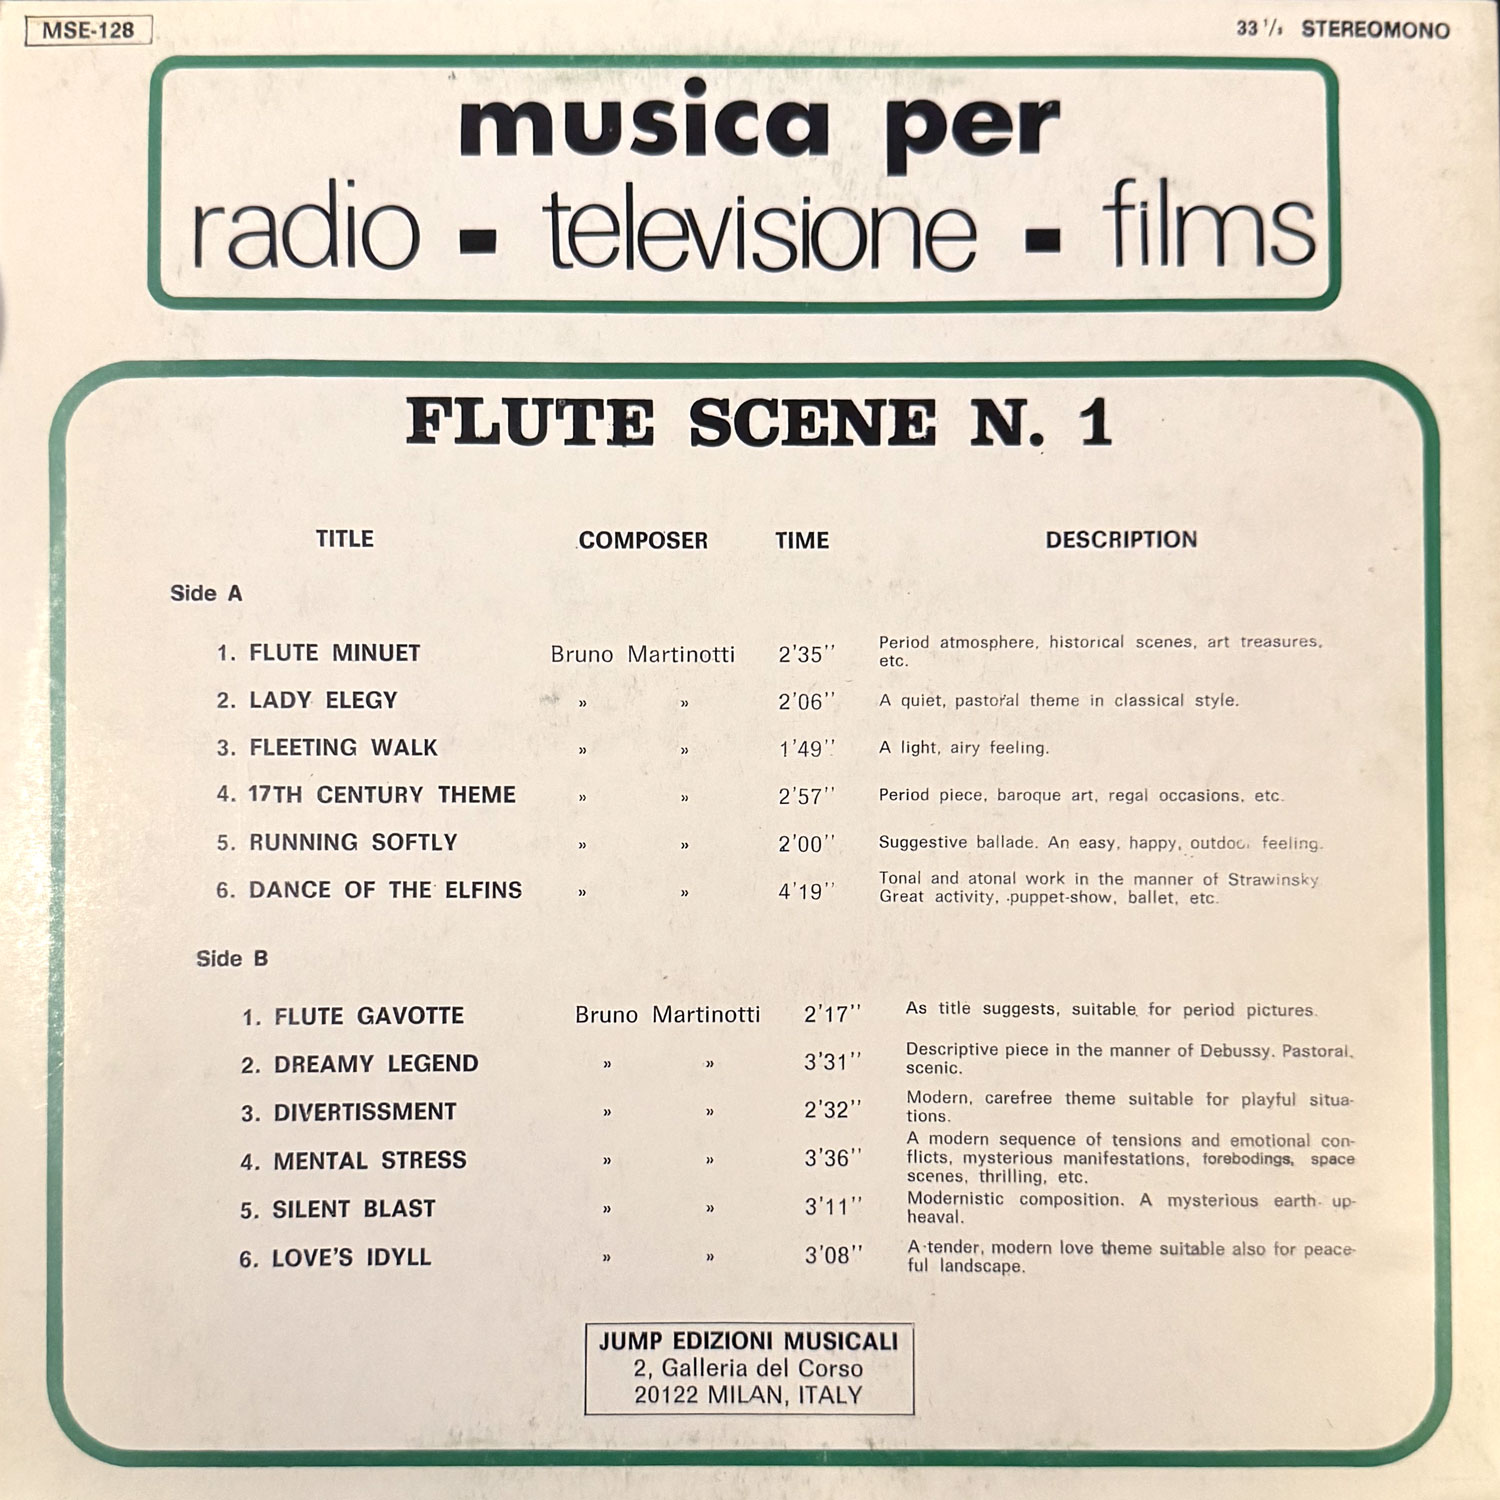 MSE-128
33 1/3 STEREOMONO
musica per
radio - televisione - films
FLUTE SCENE N. 1
TITLE COMPOSER TIME DESCRIPTION
Side A
1. FLUTE MINUET Bruno Martinotti 2'35'' Period atmosphere, historical scenes, art treasures,
etc.
2. LADY ELEGY » » 2'06'' A quiet, pastoral theme in classical style.
3. FLEETING WALK » » 1'49'' A light, airy feeling.
4. 17TH CENTURY THEME » » 2'57'' Period piece, baroque art, regal occasions, etc.
5. RUNNING SOFTLY » » 2'00'' Suggestive ballade. An easy, happy, outdoor feeling.
6. DANCE OF THE ELFINS » » 4'19'' Tonal and atonal work in the manner of Strawinsky
Great activity, puppet-show, ballet, etc.
Side B
1. FLUTE GAVOTTE Bruno Martinotti 2'17'' As title suggests, suitable for period pictures.
2. DREAMY LEGEND » » 3'31'' Descriptive piece in the manner of Debussy. Pastoral,
scenic.
3. DIVERTISSMENT » » 2'32'' Modern, carefree theme suitable for playful situa-
tions.
4. MENTAL STRESS » » 3'36'' A modern sequence of tensions and emotional con-
flicts, mysterious manifestations, forebodings, space
scenes, thrilling, etc.
5. SILENT BLAST » » 3'11'' Modernistic composition. A mysterious earth- up-
heaval.
6. LOVE'S IDYLL » » 3'08'' A tender, modern love theme suitable also for peace-
ful landscape.
JUMP EDIZIONI MUSICALI
2, Galleria del Corso
20122 MILAN, ITALY